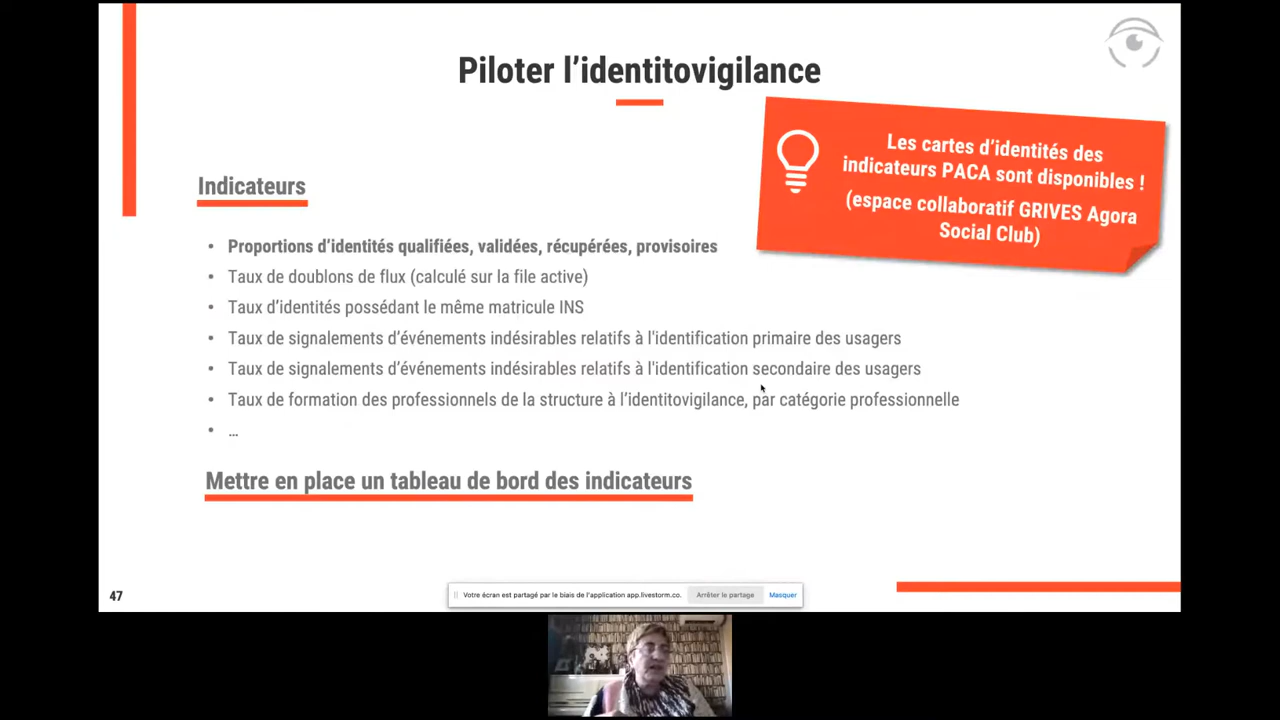 Piloter l’identitovigilance
Les cartes d’identités des
indicateurs PACA sont disponibles !
(espace collaboratif GRIVES Agora
Social Club)
Indicateurs
• Proportions d’identités qualifiées, validées, récupérées, provisoires
• Taux de doublons de flux (calculé sur la file active)
• Taux d’identités possédant le même matricule INS
• Taux de signalements d’événements indésirables relatifs à l'identification primaire des usagers
• Taux de signalements d’événements indésirables relatifs à l'identification secondaire des usagers
• Taux de formation des professionnels de la structure à l’identitovigilance, par catégorie professionnelle
• ...
Mettre en place un tableau de bord des indicateurs
47
Votre écran est partagé par le biais de l'application app.livestorm.co. Arrêter le partage Masquer